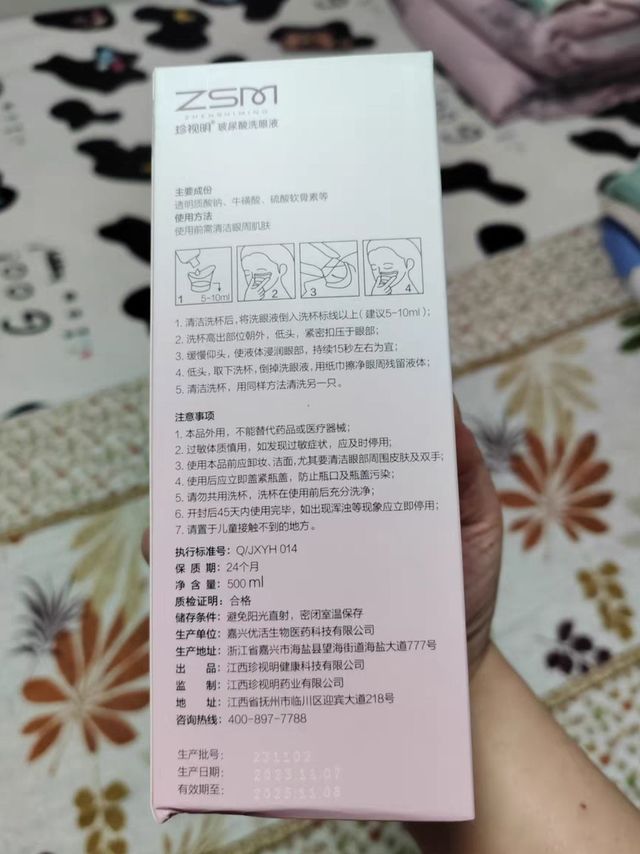 ZSM
ZHENSHIMING
珍视明® 玻尿酸洗眼液
主要成份
透明质酸钠、牛磺酸、硫酸软骨素等
使用方法
使用前需清洁眼周肌肤
1 5-10ml 2 3 4
1. 清洁洗杯后,将洗眼液倒入洗杯标线以上(建议5-10ml);
2. 洗杯高出部位朝外,低头,紧密扣压于眼部;
3. 缓慢仰头,使液体浸润眼部,持续15秒左右为宜;
4. 低头,取下洗杯,倒掉洗眼液,用纸巾擦净眼周残留液体;
5. 清洁洗杯,用同样方法清洗另一只。
注意事项
1. 本品外用,不能替代药品或医疗器械;
2. 过敏体质慎用,如发现过敏症状,应及时停用;
3. 使用本品前应卸妆、洁面,尤其要清洁眼部周围皮肤及双手;
4. 使用后应立即盖紧瓶盖,防止瓶口及瓶盖污染;
5. 请勿共用洗杯,洗杯在使用前后充分洗净;
6. 开封后45天内使用完毕,如出现浑浊等现象应立即停用;
7. 请置于儿童接触不到的地方。
执行标准号: Q/JXYH 014
保 质 期: 24个月
净 含 量: 500 ml
质检证明: 合格
储存条件: 避免阳光直射,密闭室温保存
生产单位: 嘉兴优活生物医药科技有限公司
生产地址: 浙江省嘉兴市海盐县望海街道海盐大道777号
出 品: 江西珍视明健康科技有限公司
监 制: 江西珍视明药业有限公司
地 址: 江西省抚州市临川区迎宾大道218号
咨询热线: 400-897-7788
生产批号:
生产日期: 2023.11.07
有效期至: 2025.11.06